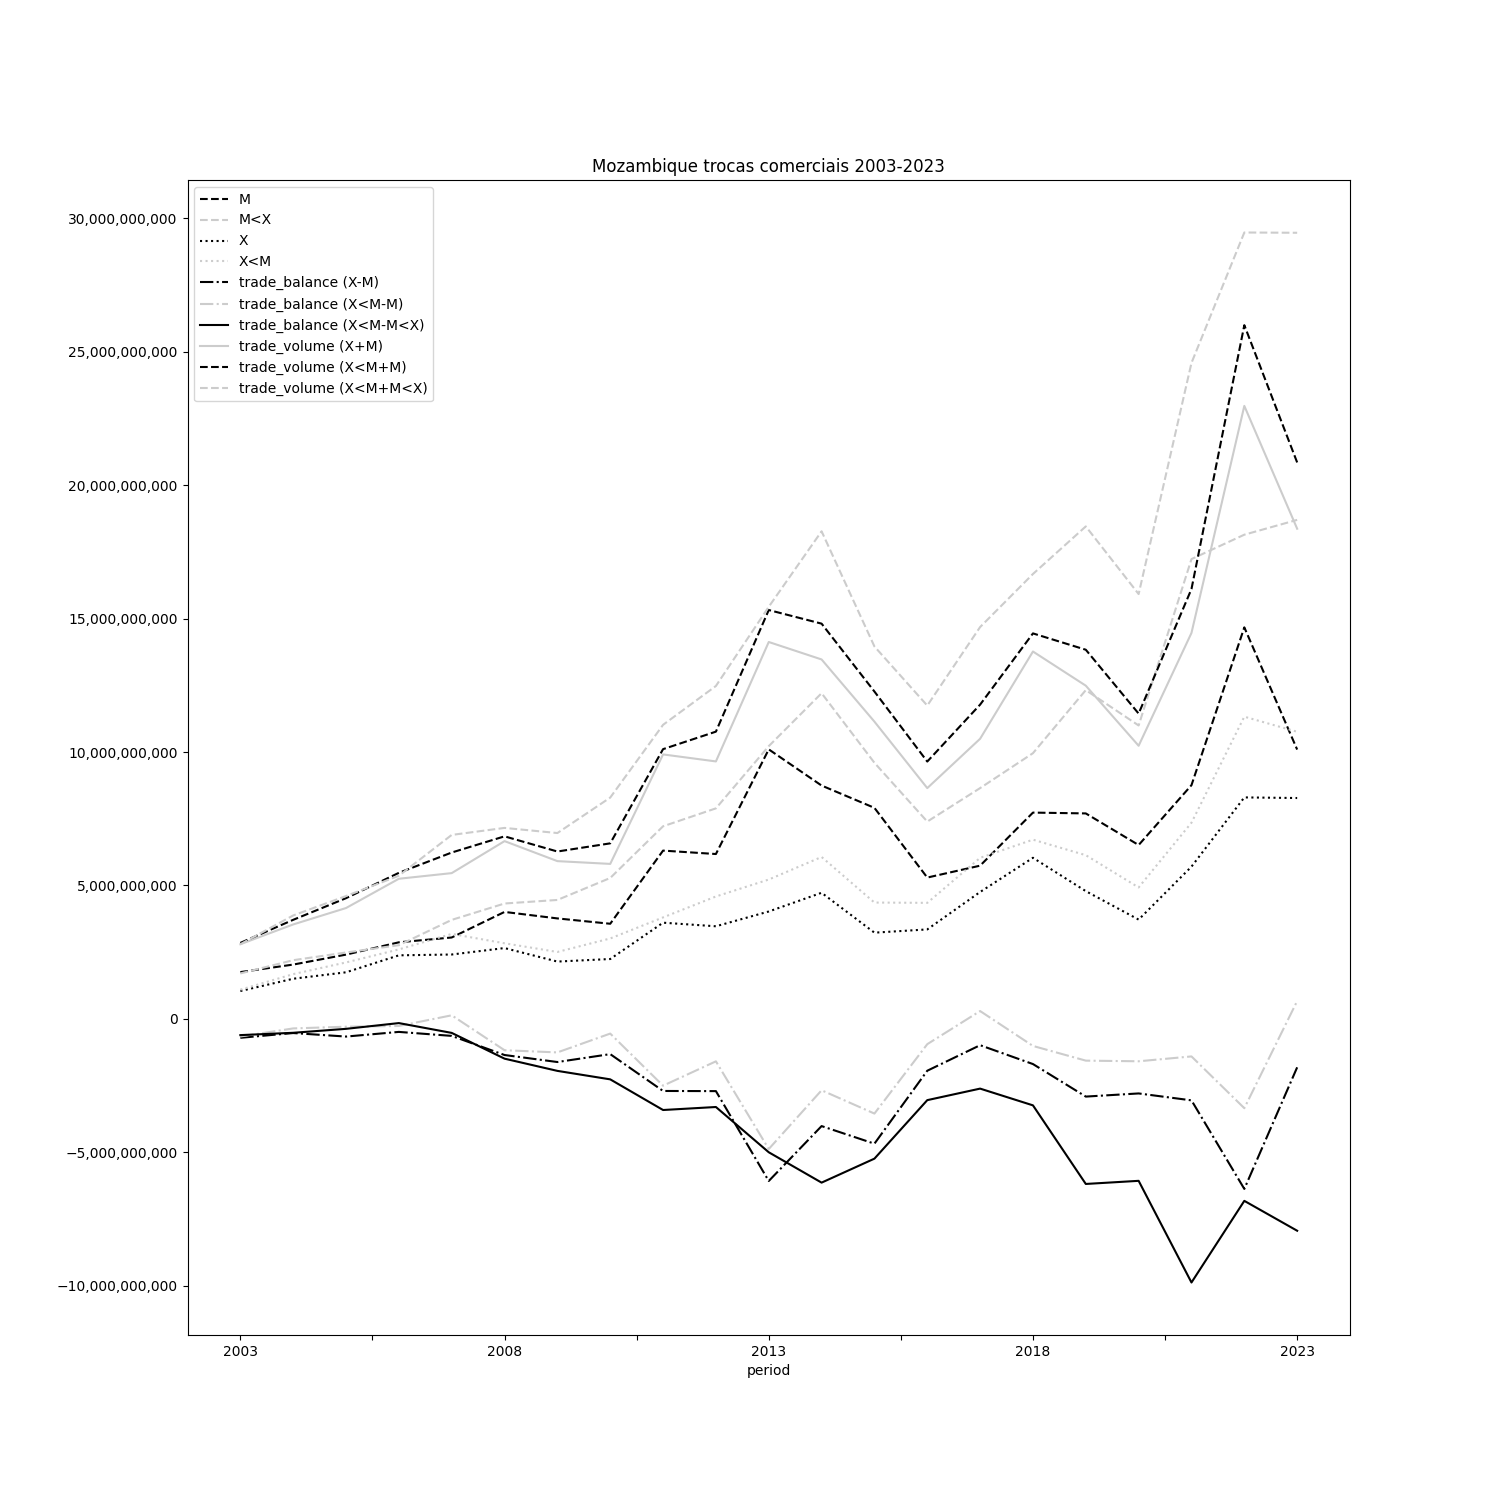 Mozambique trocas comerciais 2003-2023
M
M<X
X
X<M
trade_balance (X-M)
trade_balance (X<M-M)
trade_balance (X<M-M<X)
trade_volume (X+M)
trade_volume (X<M+M)
trade_volume (X<M+M<X)
30,000,000,000
25,000,000,000
20,000,000,000
15,000,000,000
10,000,000,000
5,000,000,000
0
−5,000,000,000
−10,000,000,000
2003 2008 2013 2018 2023
period